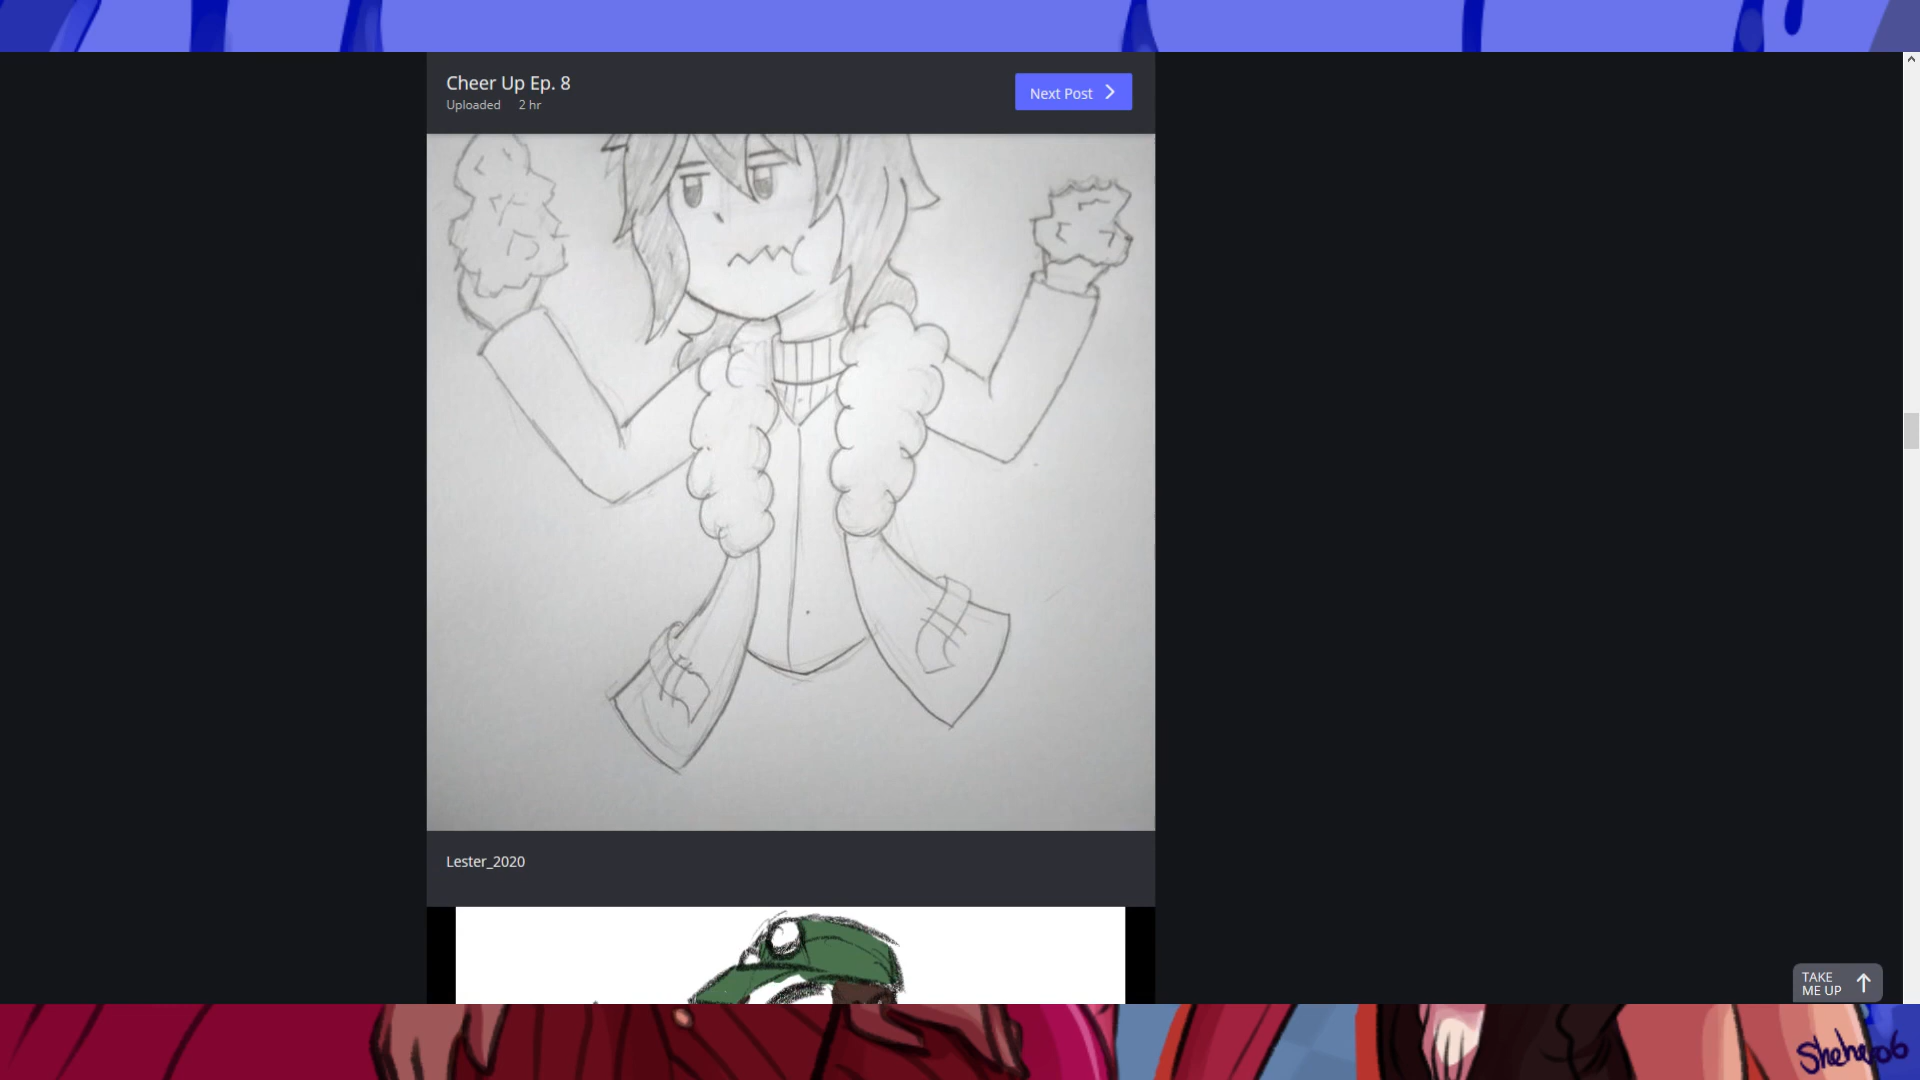 Cheer Up Ep. 8
Uploaded 2 hr
Next Post
Lester_2020
TAKE
ME UP